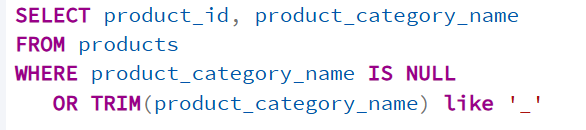 SELECT product_id, product_category_name
FROM products
WHERE product_category_name IS NULL
OR TRIM(product_category_name) like '_'